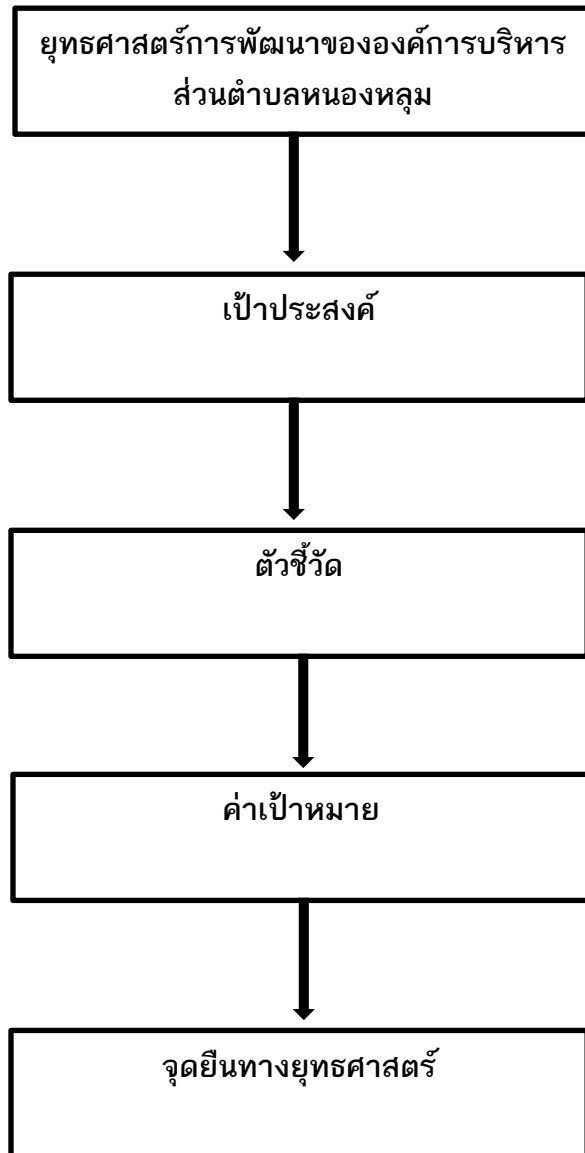 ยุทธศาสตร์การพัฒนาขององค์การบริหาร
ส่วนตำบลหนองหลุม
เป้าประสงค์
ตัวชี้วัด
ค่าเป้าหมาย
จุดยืนทางยุทธศาสตร์